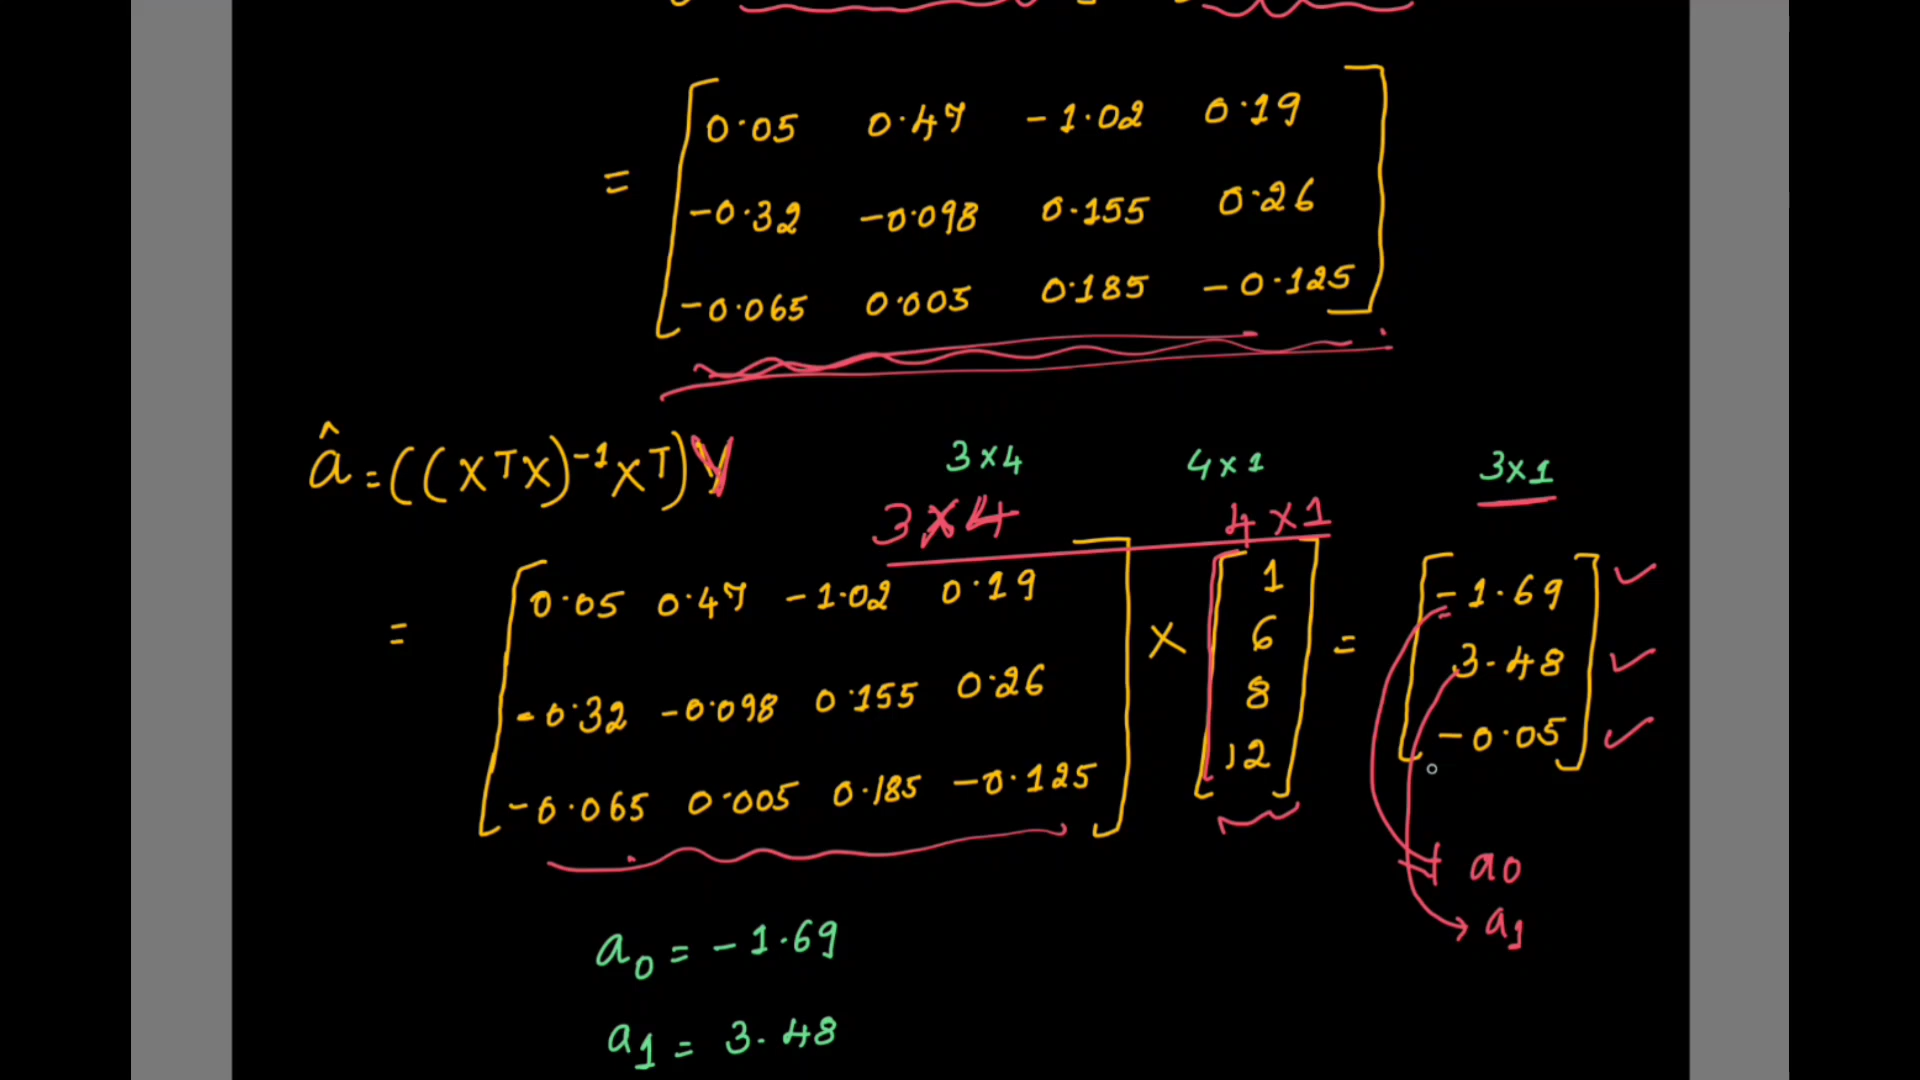 0.05 0.47 -1.02 0.19
= -0.32 -0.098 0.155 0.26
-0.065 0.005 0.185 -0.125
â = ((XᵀX)⁻¹Xᵀ)Y
3×4 4×1 3×1
3×4 4×1
0.05 0.47 -1.02 0.19 1 -1.69
= -0.32 -0.098 0.155 0.26 × 6 = 3.48
-0.065 0.005 0.185 -0.125 8 -0.05
12
a0
a1
a₀ = -1.69
a₁ = 3.48